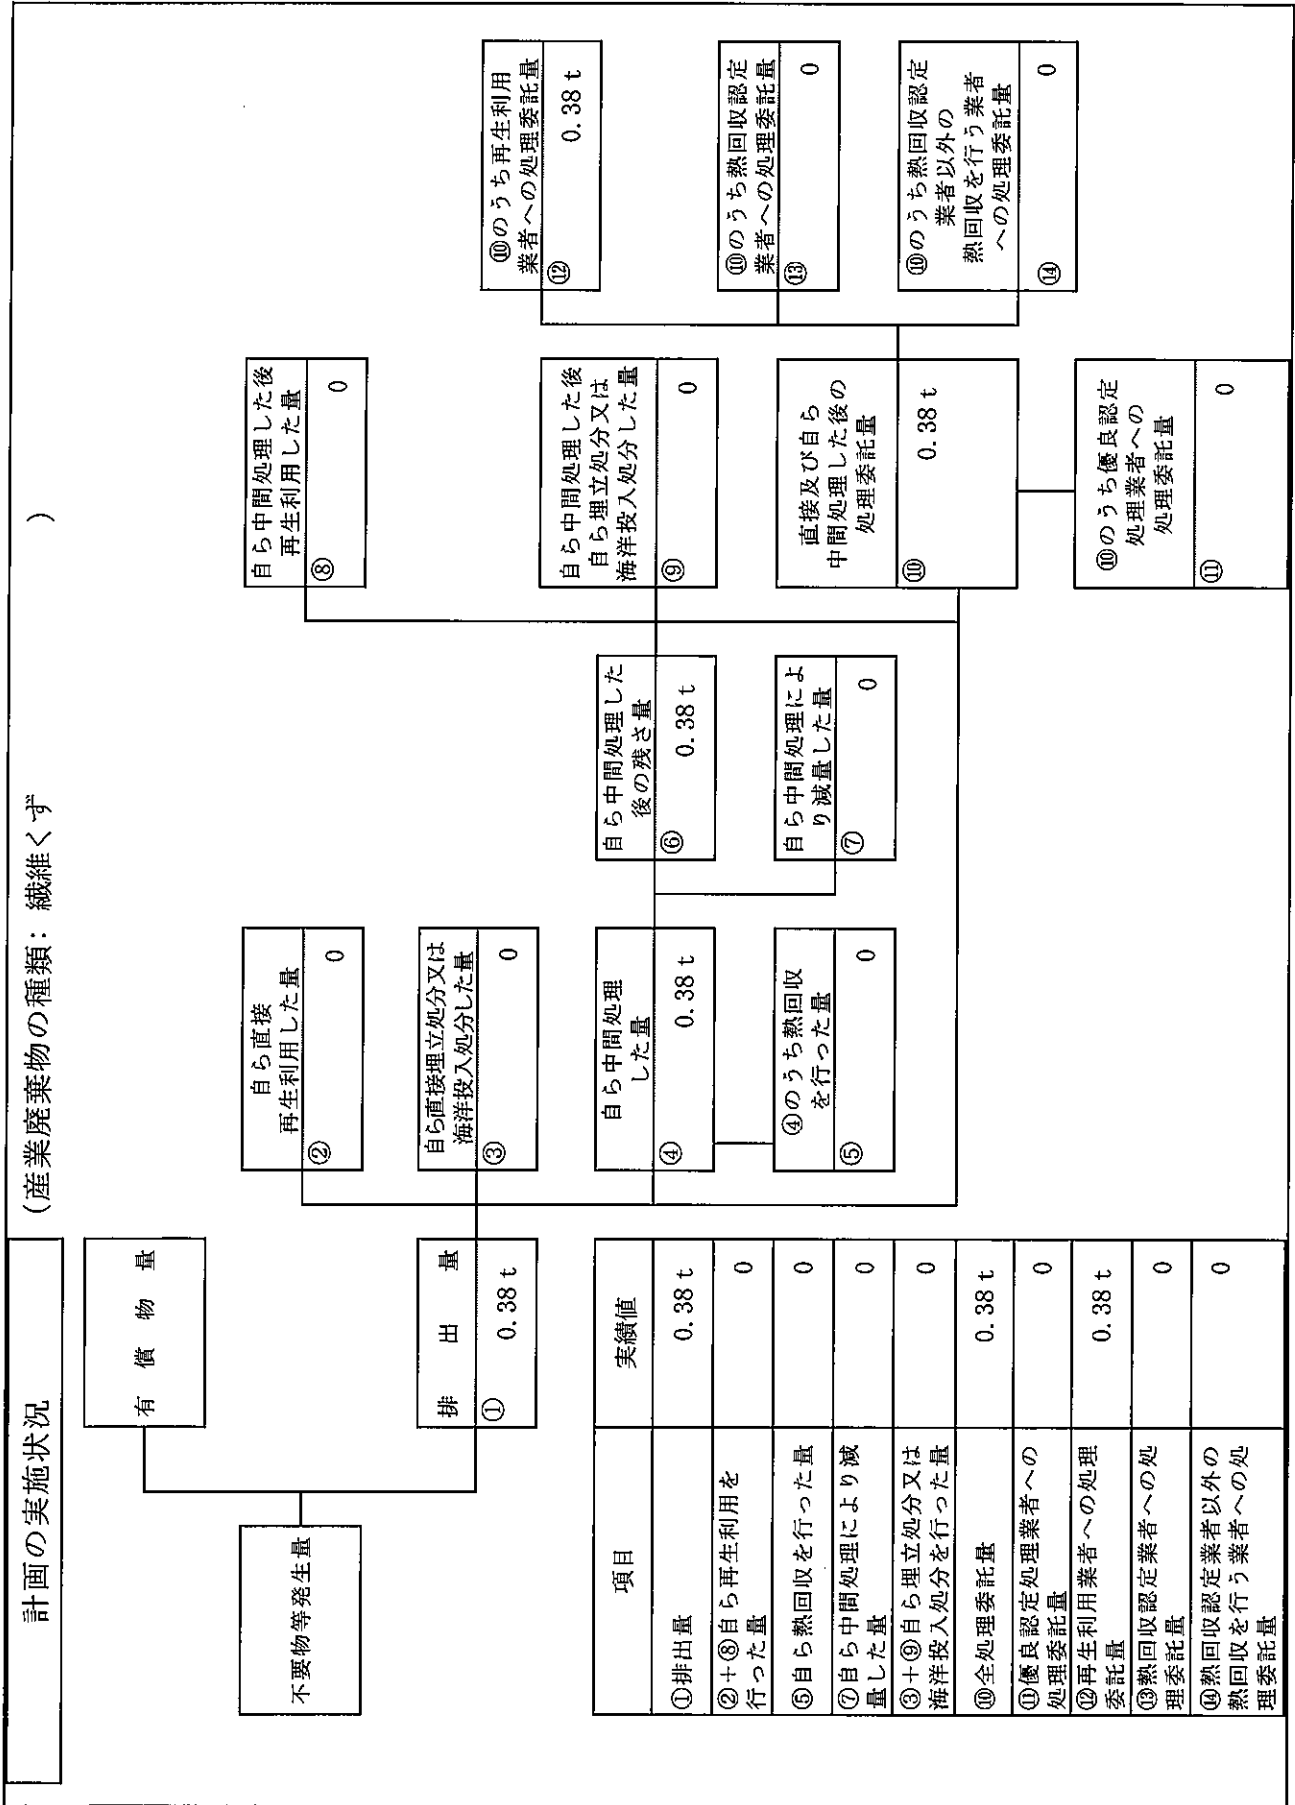 計画の実施状況
(産業廃棄物の種類: 繊維くず)
不要物等発生量
有償物量
排出量
① 0.38 t
自ら直接
再生利用した量
② 0
自ら直接埋立処分又は
海洋投入処分した量
③ 0
自ら中間処理
した量
④ 0.38 t
④のうち熱回収
を行った量
⑤ 0
自ら中間処理した
後の残さ量
⑥ 0.38 t
自ら中間処理によ
り減量した量
⑦ 0
自ら中間処理した後
再生利用した量
⑧ 0
自ら中間処理した後
自ら埋立処分又は
海洋投入処分した量
⑨ 0
直接及び自ら
中間処理した後の
処理委託量
⑩ 0.38 t
⑩のうち優良認定
処理業者への
処理委託量
⑪ 0
⑩のうち再生利用
業者への処理委託量
⑫ 0.38 t
⑩のうち熱回収認定
業者への処理委託量
⑬ 0
⑩のうち熱回収認定
業者以外の
熱回収を行う業者
への処理委託量
⑭ 0
項目 実績値
①排出量 0.38 t
②+⑧自ら再生利用を
行った量 0
⑤自ら熱回収を行った量 0
⑦自ら中間処理により減
量した量 0
③+⑨自ら埋立処分又は
海洋投入処分を行った量 0
⑩全処理委託量 0.38 t
⑪優良認定処理業者への
処理委託量 0
⑫再生利用業者への処理
委託量 0.38 t
⑬熱回収認定業者への処
理委託量 0
⑭熱回収認定業者以外の
熱回収を行う業者への処
理委託量 0